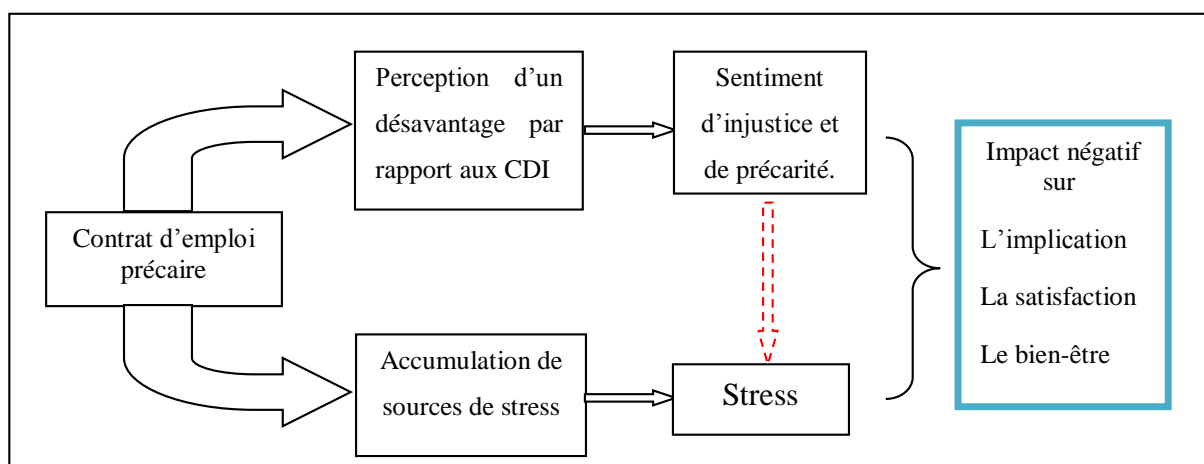 Contrat d'emploi
précaire
Perception d'un
désavantage par
rapport aux CDI
Sentiment
d'injustice et
de précarité.
Accumulation de
sources de stress
Stress
Impact négatif
sur
L'implication
La satisfaction
Le bien-être